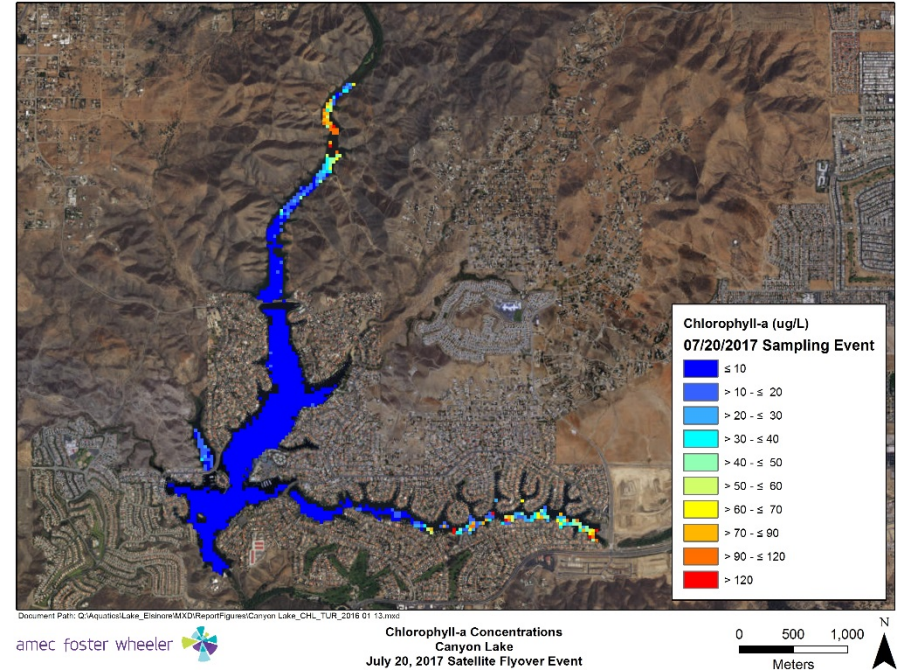 Chlorophyll-a (ug/L)
07/20/2017 Sampling Event
≤ 10
> 10 - ≤ 20
> 20 - ≤ 30
> 30 - ≤ 40
> 40 - ≤ 50
> 50 - ≤ 60
> 60 - ≤ 70
> 70 - ≤ 90
> 90 - ≤ 120
> 120
Document Path: Q:\Aquatics\Lake_Elsinore\MXD\ReportFigures\Canyon Lake_CHL_TUR_2016 01 13.mxd
amec foster wheeler
Chlorophyll-a Concentrations
Canyon Lake
July 20, 2017 Satellite Flyover Event
0 500 1,000
Meters
N